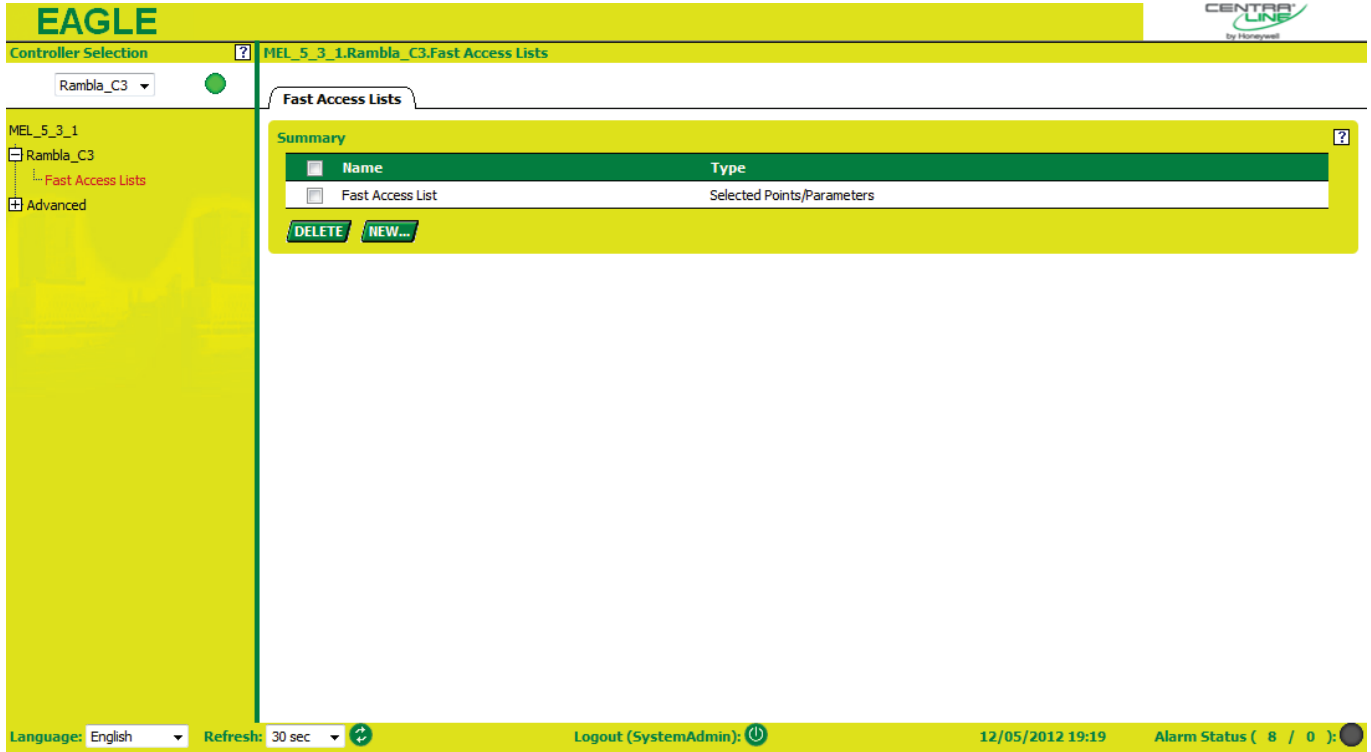 EAGLE
CENTRALINE
by Honeywell
Controller Selection ?
MEL_5_3_1.Rambla_C3.Fast Access Lists
Rambla_C3
Fast Access Lists
MEL_5_3_1
Rambla_C3
Fast Access Lists
Advanced
Summary ?
Name Type
Fast Access List Selected Points/Parameters
DELETE NEW...
Language: English Refresh: 30 sec Logout (SystemAdmin): 12/05/2012 19:19 Alarm Status ( 8 / 0 ):